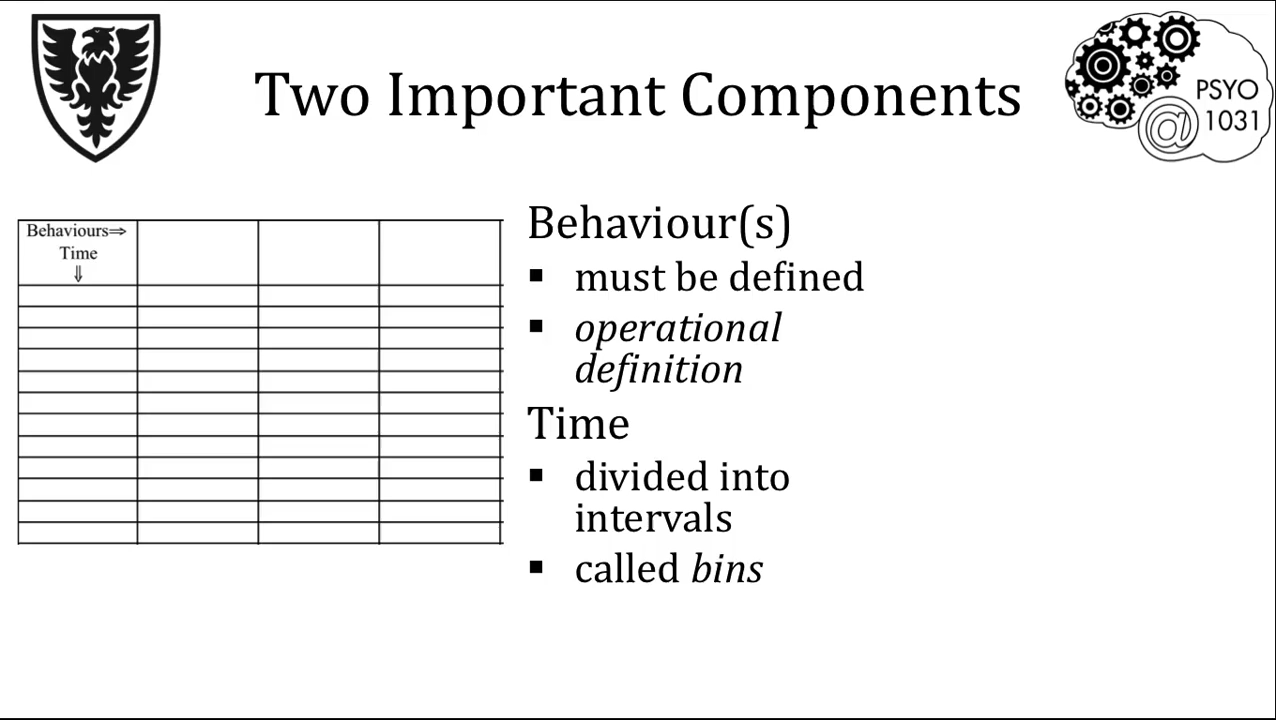 Two Important Components
PSYO
@ 1031
Behaviours⇒
Time
⇓
Behaviour(s)
▪ must be defined
▪ operational
definition
Time
▪ divided into
intervals
▪ called bins